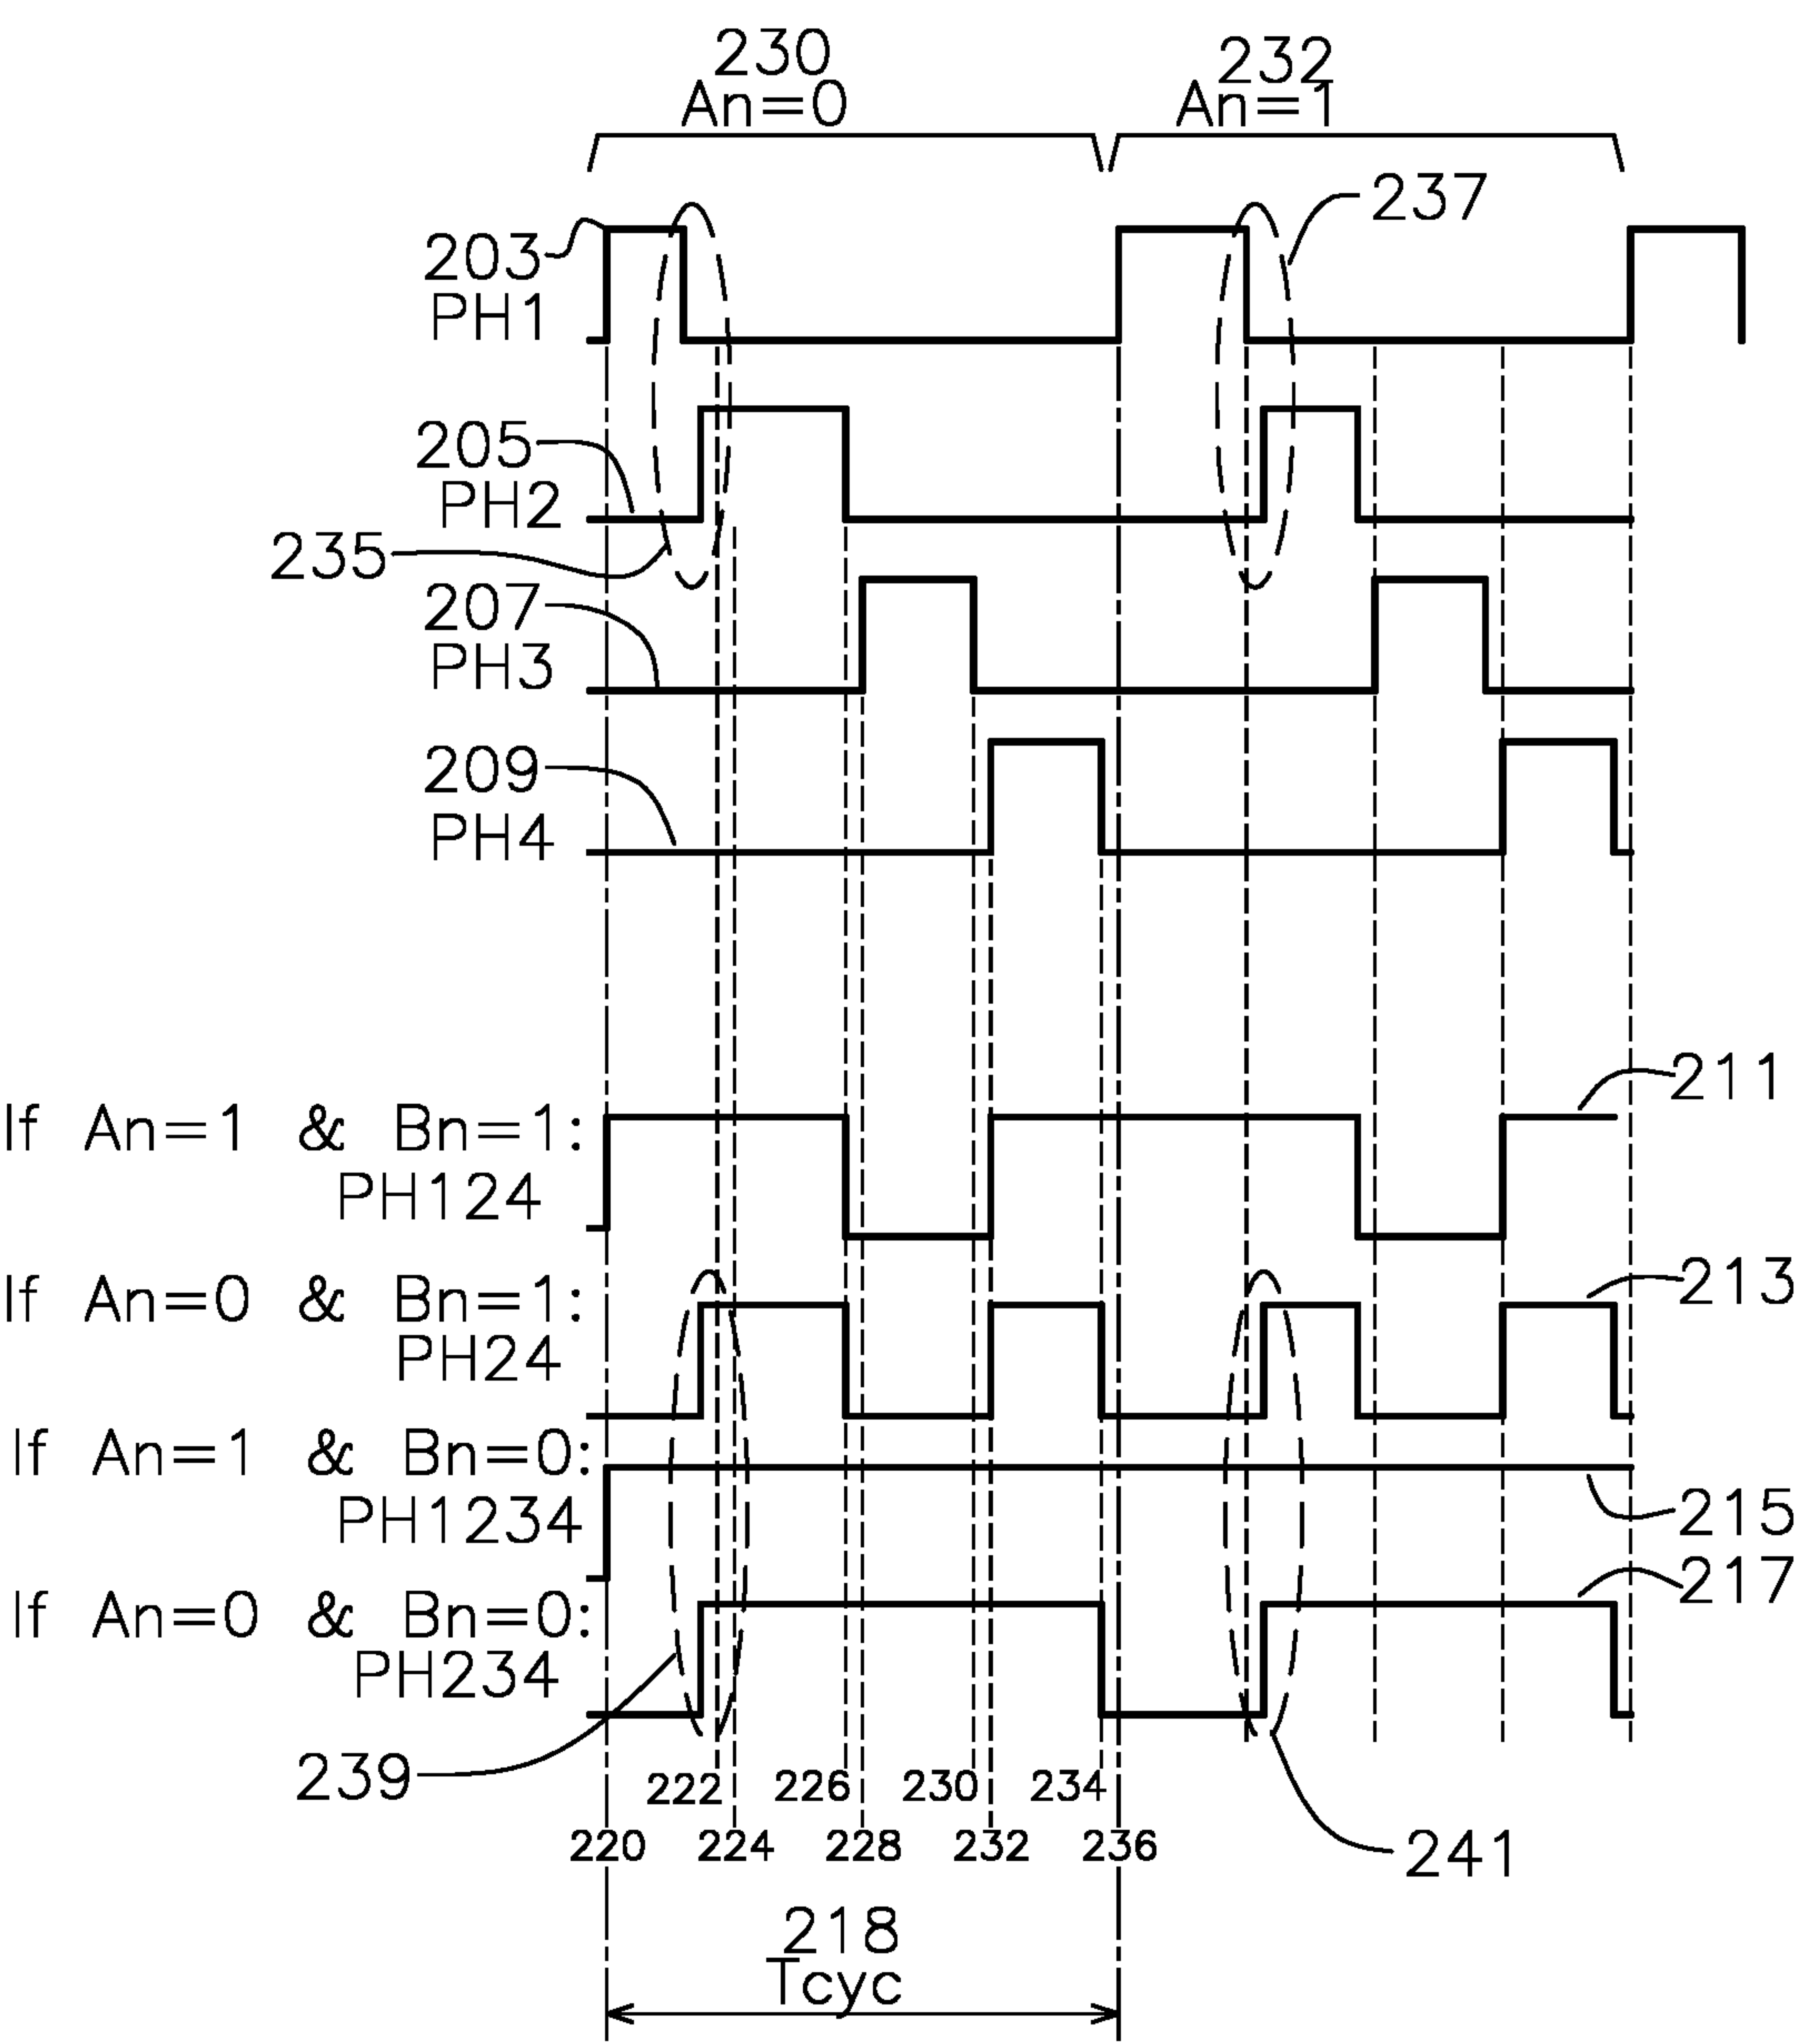 230
An=0
232
An=1
237
203
PH1
205
PH2
235
207
PH3
209
PH4
211
If An=1 & Bn=1:
PH124
213
If An=0 & Bn=1:
PH24
If An=1 & Bn=0:
PH1234
215
217
If An=0 & Bn=0:
PH234
239
222 226 230 234
220 224 228 232 236
241
218
Tcyc